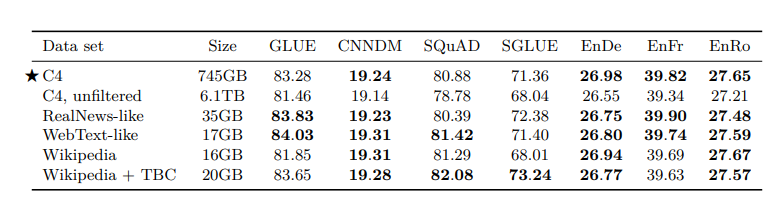 Data set Size GLUE CNNDM SQuAD SGLUE EnDe EnFr EnRo
★ C4 745GB 83.28 19.24 80.88 71.36 26.98 39.82 27.65
C4, unfiltered 6.1TB 81.46 19.14 78.78 68.04 26.55 39.34 27.21
RealNews-like 35GB 83.83 19.23 80.39 72.38 26.75 39.90 27.48
WebText-like 17GB 84.03 19.31 81.42 71.40 26.80 39.74 27.59
Wikipedia 16GB 81.85 19.31 81.29 68.01 26.94 39.69 27.67
Wikipedia + TBC 20GB 83.65 19.28 82.08 73.24 26.77 39.63 27.57